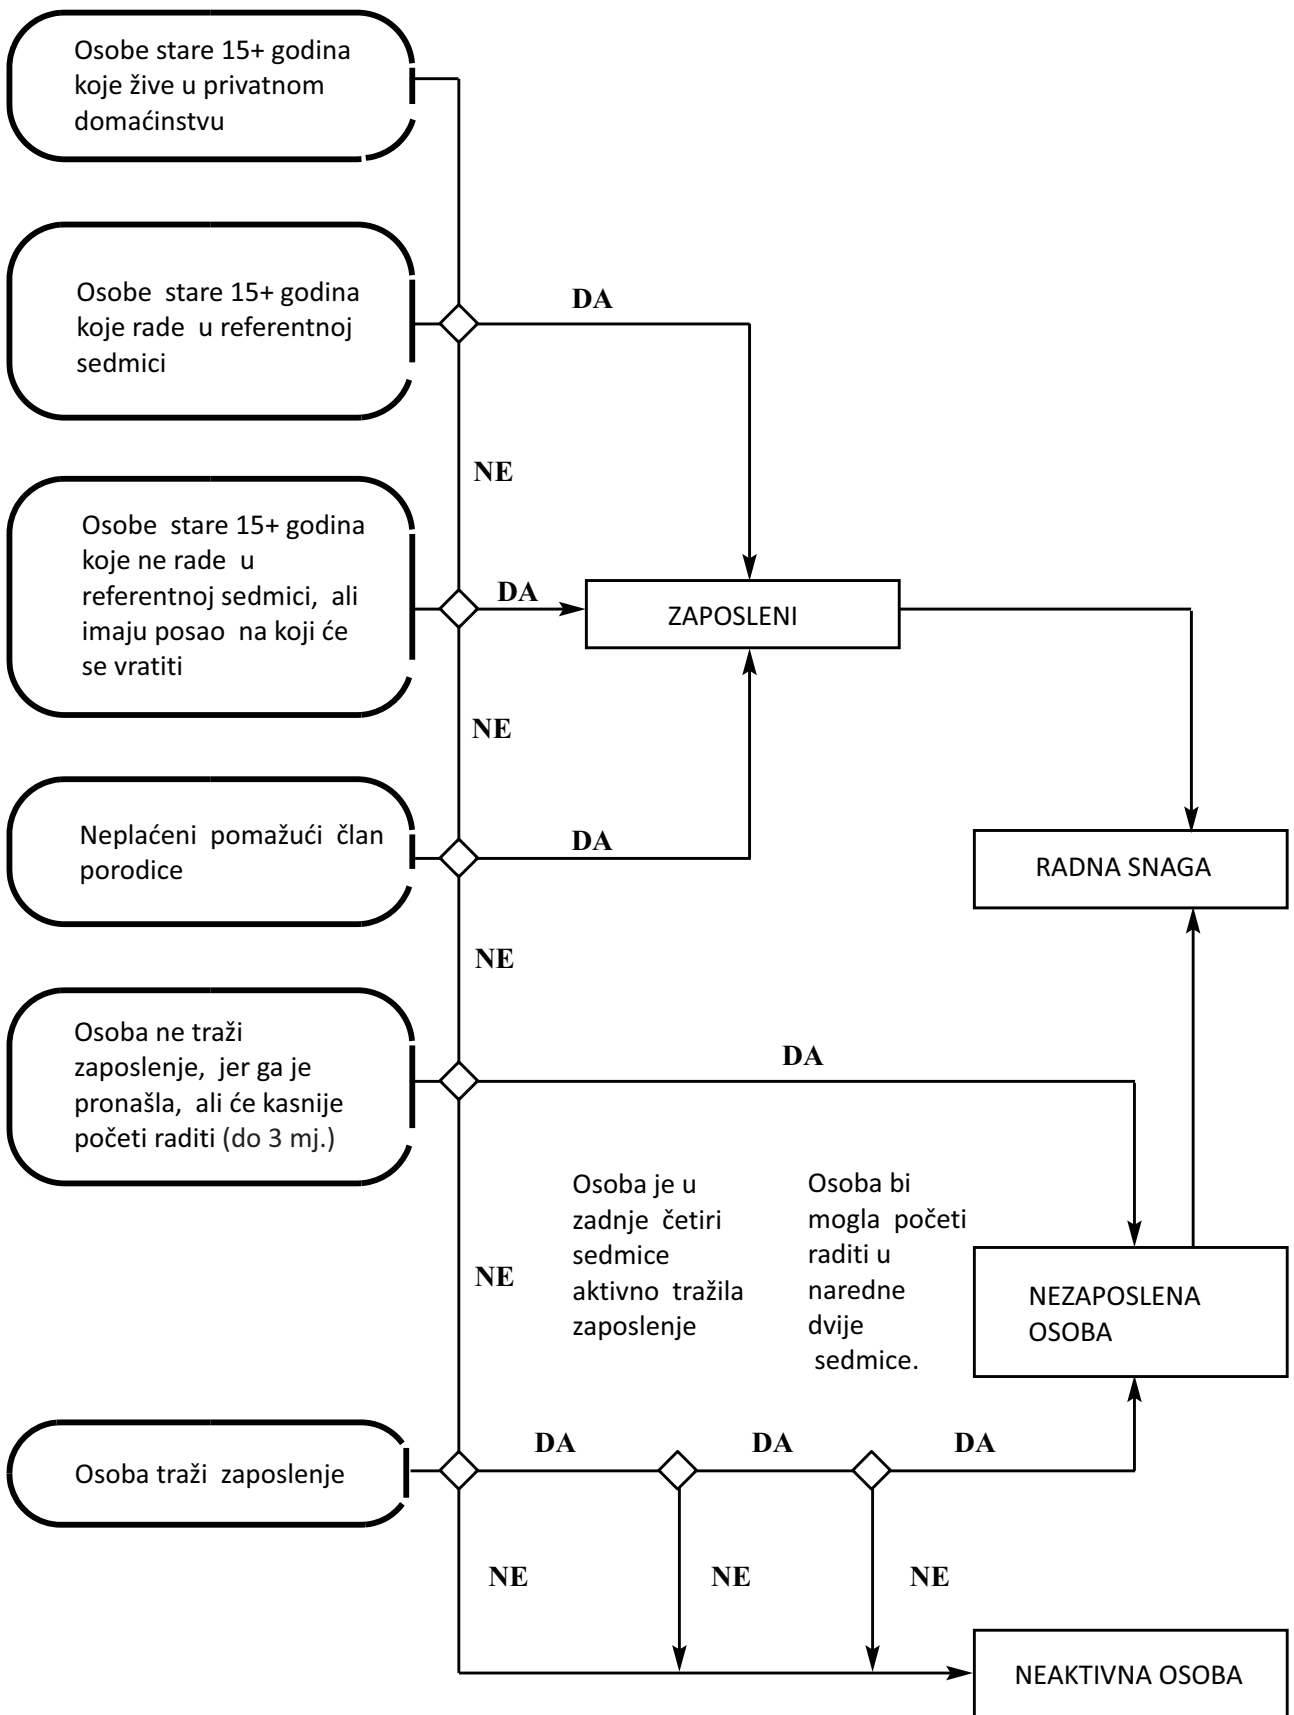 Osobe stare 15+ godina
koje žive u privatnom
domaćinstvu
Osobe stare 15+ godina
koje rade u referentnoj
sedmici
DA
NE
Osobe stare 15+ godina
koje ne rade u
referentnoj sedmici, ali
imaju posao na koji će
se vratiti
DA
ZAPOSLENI
NE
Neplaćeni pomažući član
porodice
DA
RADNA SNAGA
NE
Osoba ne traži
zaposlenje, jer ga je
pronašla, ali će kasnije
početi raditi (do 3 mj.)
DA
NE
Osoba je u
zadnje četiri
sedmice
aktivno tražila
zaposlenje
Osoba bi
mogla početi
raditi u
naredne
dvije
sedmice.
NEZAPOSLENA
OSOBA
Osoba traži zaposlenje
DA
DA
DA
NE
NE
NE
NEAKTIVNA OSOBA